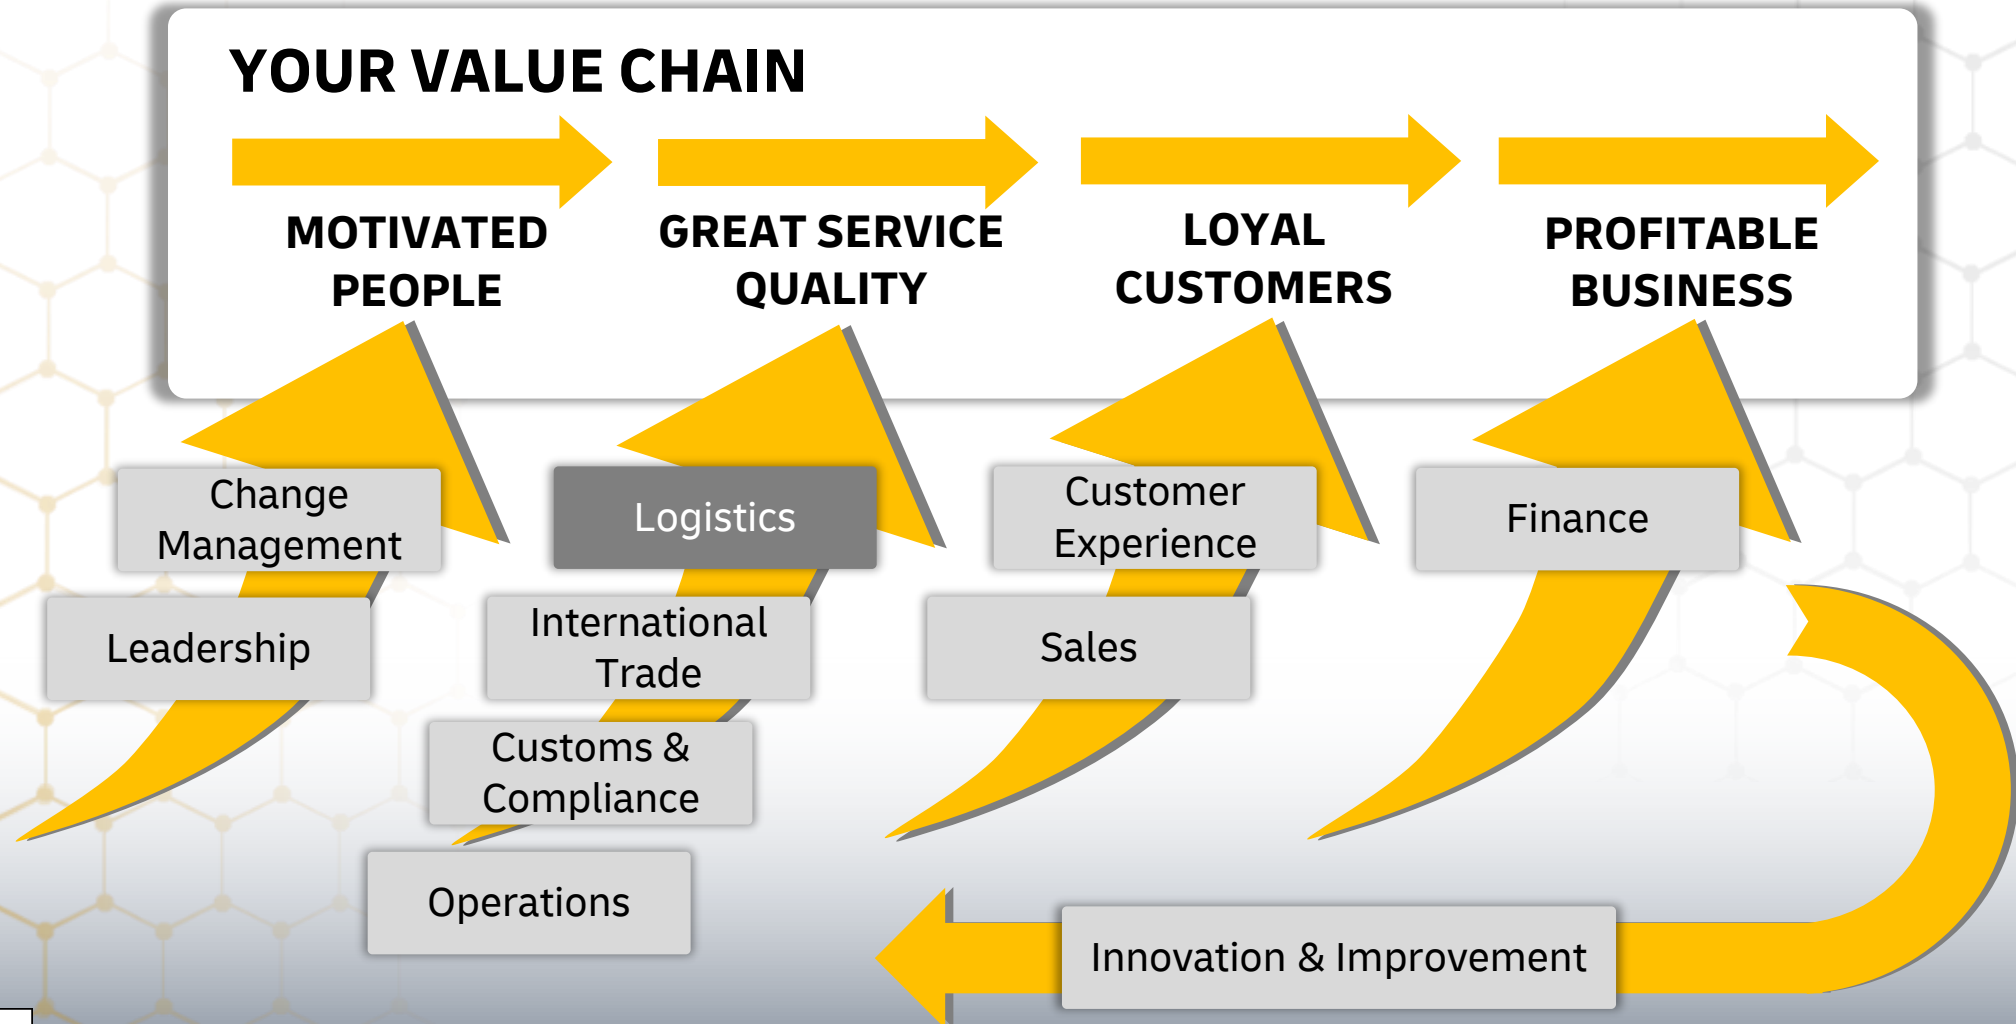 YOUR VALUE CHAIN
MOTIVATED
PEOPLE
GREAT SERVICE
QUALITY
LOYAL
CUSTOMERS
PROFITABLE
BUSINESS
Change
Management
Leadership
Logistics
International
Trade
Customs &
Compliance
Operations
Customer
Experience
Sales
Finance
Innovation & Improvement